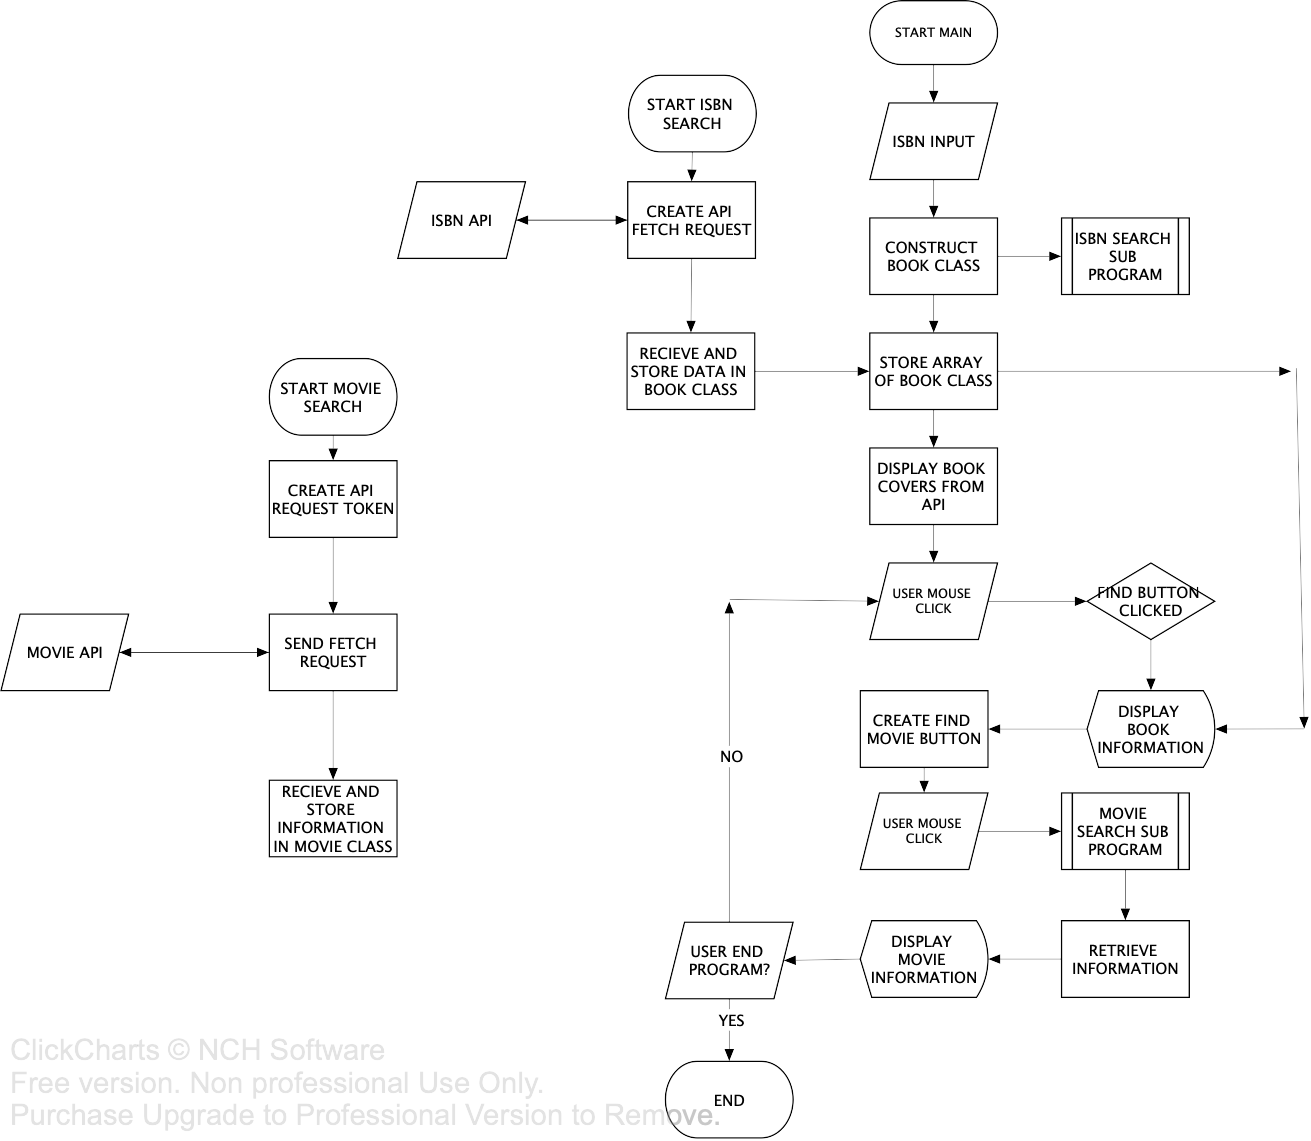 START MAIN
START ISBN
SEARCH
ISBN INPUT
ISBN API
CREATE API
FETCH REQUEST
CONSTRUCT
BOOK CLASS
ISBN SEARCH
SUB
PROGRAM
RECIEVE AND
STORE DATA IN
BOOK CLASS
STORE ARRAY
OF BOOK CLASS
START MOVIE
SEARCH
DISPLAY BOOK
COVERS FROM
API
CREATE API
REQUEST TOKEN
USER MOUSE
CLICK
FIND BUTTON
CLICKED
MOVIE API
SEND FETCH
REQUEST
CREATE FIND
MOVIE BUTTON
DISPLAY
BOOK
INFORMATION
NO
RECIEVE AND
STORE
INFORMATION
IN MOVIE CLASS
USER MOUSE
CLICK
MOVIE
SEARCH SUB
PROGRAM
USER END
PROGRAM?
DISPLAY
MOVIE
INFORMATION
RETRIEVE
INFORMATION
YES
END
ClickCharts © NCH Software
Free version. Non professional Use Only.
Purchase Upgrade to Professional Version to Remove.